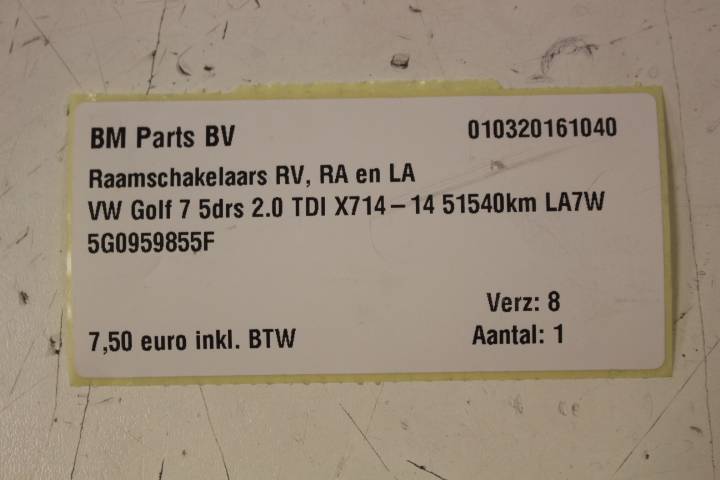 BM Parts BV 010320161040
Raamschakelaars RV, RA en LA
VW Golf 7 5drs 2.0 TDI X714-14 51540km LA7W
5G0959855F
Verz: 8
7,50 euro inkl. BTW Aantal: 1